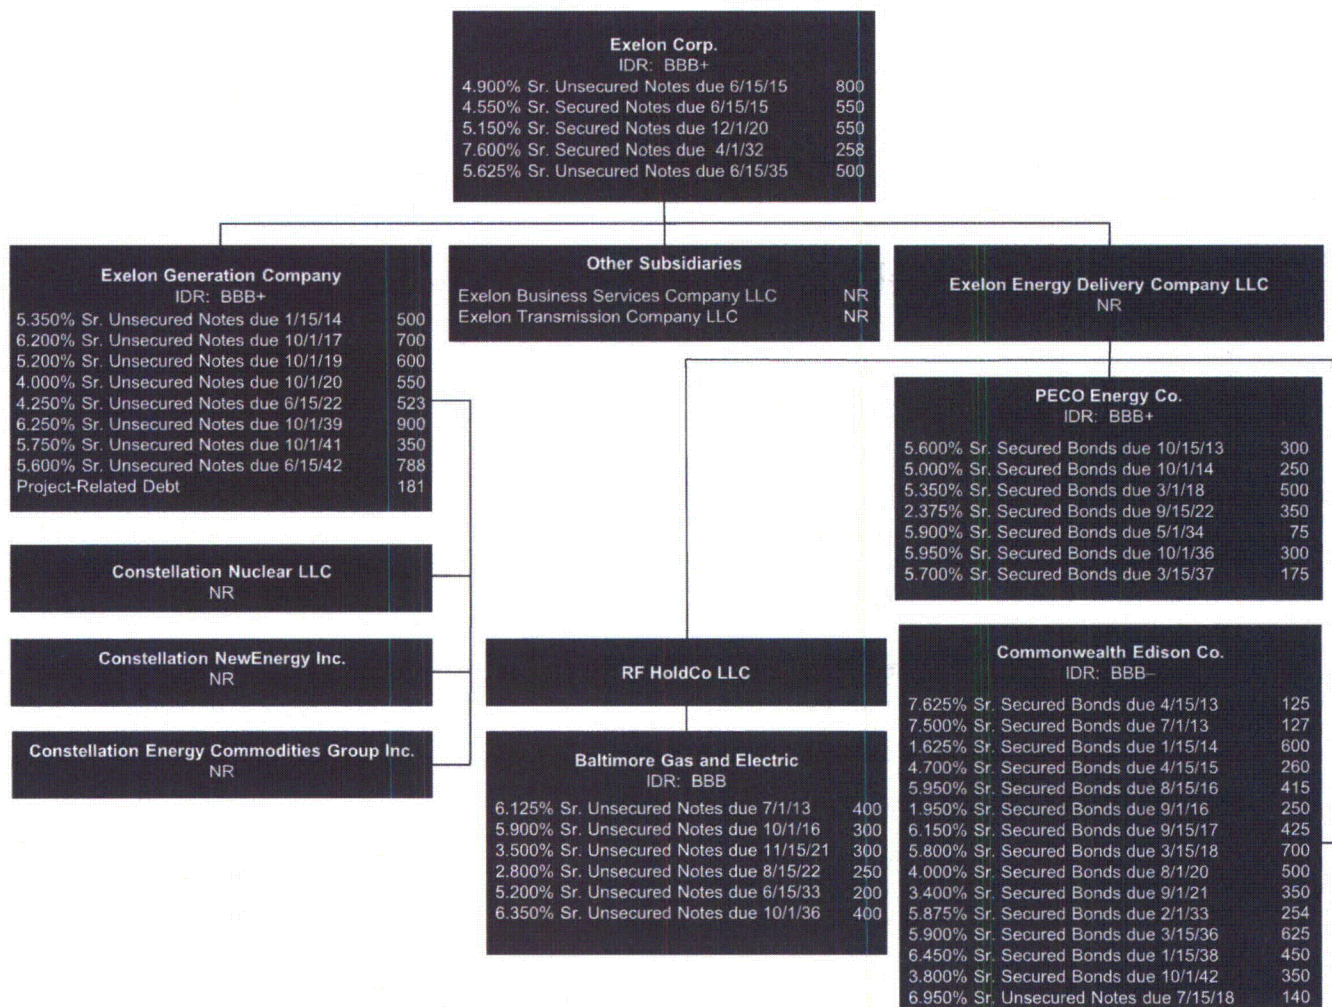 Exelon Corp.
IDR: BBB+
4.900% Sr. Unsecured Notes due 6/15/15 800
4.550% Sr. Secured Notes due 6/15/15 550
5.150% Sr. Secured Notes due 12/1/20 550
7.600% Sr. Secured Notes due 4/1/32 258
5.625% Sr. Unsecured Notes due 6/15/35 500
Exelon Generation Company
IDR: BBB+
5.350% Sr. Unsecured Notes due 1/15/14 500
6.200% Sr. Unsecured Notes due 10/1/17 700
5.200% Sr. Unsecured Notes due 10/1/19 600
4.000% Sr. Unsecured Notes due 10/1/20 550
4.250% Sr. Unsecured Notes due 6/15/22 523
6.250% Sr. Unsecured Notes due 10/1/39 900
5.750% Sr. Unsecured Notes due 10/1/41 350
5.600% Sr. Unsecured Notes due 6/15/42 788
Project-Related Debt 181
Other Subsidiaries
Exelon Business Services Company LLC NR
Exelon Transmission Company LLC NR
Exelon Energy Delivery Company LLC
NR
PECO Energy Co.
IDR: BBB+
5.600% Sr. Secured Bonds due 10/15/13 300
5.000% Sr. Secured Bonds due 10/1/14 250
5.350% Sr. Secured Bonds due 3/1/18 500
2.375% Sr. Secured Bonds due 9/15/22 350
5.900% Sr. Secured Bonds due 5/1/34 75
5.950% Sr. Secured Bonds due 10/1/36 300
5.700% Sr. Secured Bonds due 3/15/37 175
Constellation Nuclear LLC
NR
Constellation NewEnergy Inc.
NR
Constellation Energy Commodities Group Inc.
NR
RF HoldCo LLC
Baltimore Gas and Electric
IDR: BBB
6.125% Sr. Unsecured Notes due 7/1/13 400
5.900% Sr. Unsecured Notes due 10/1/16 300
3.500% Sr. Unsecured Notes due 11/15/21 300
2.800% Sr. Unsecured Notes due 8/15/22 250
5.200% Sr. Unsecured Notes due 6/15/33 200
6.350% Sr. Unsecured Notes due 10/1/36 400
Commonwealth Edison Co.
IDR: BBB–
7.625% Sr. Secured Bonds due 4/15/13 125
7.500% Sr. Secured Bonds due 7/1/13 127
1.625% Sr. Secured Bonds due 1/15/14 600
4.700% Sr. Secured Bonds due 4/15/15 260
5.950% Sr. Secured Bonds due 8/15/16 415
1.950% Sr. Secured Bonds due 9/1/16 250
6.150% Sr. Secured Bonds due 9/15/17 425
5.800% Sr. Secured Bonds due 3/15/18 700
4.000% Sr. Secured Bonds due 8/1/20 500
3.400% Sr. Secured Bonds due 9/1/21 350
5.875% Sr. Secured Bonds due 2/1/33 254
5.900% Sr. Secured Bonds due 3/15/36 625
6.450% Sr. Secured Bonds due 1/15/38 450
3.800% Sr. Secured Bonds due 10/1/42 350
6.950% Sr. Unsecured Notes due 7/15/18 140